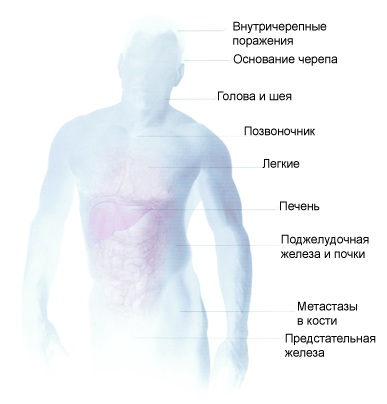 Внутричерепные
поражения
Основание черепа
Голова и шея
Позвоночник
Легкие
Печень
Поджелудочная
железа и почки
Метастазы
в кости
Предстательная
железа